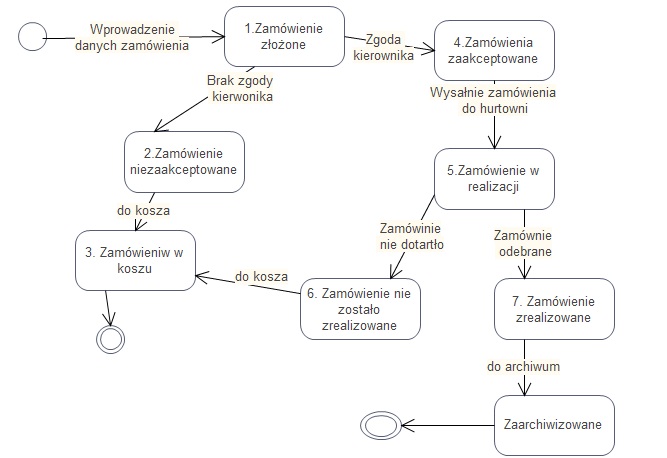 Wprowadzenie
danych zamówienia
1.Zamówienie
złożone
Zgoda
kierownika
4.Zamówienia
zaakceptowane
Brak zgody
kierwonika
Wysałnie zamówienia
do hurtowni
2.Zamówienie
niezaakceptowane
5.Zamówienie w
realizacji
do kosza
Zamówinie
nie dotartło
Zamównie
odebrane
3. Zamówieniw w
koszu
do kosza
6. Zamówienie nie
zostało
zrealizowane
7. Zamówienie
zrealizowane
do archiwum
Zaarchiwizowane